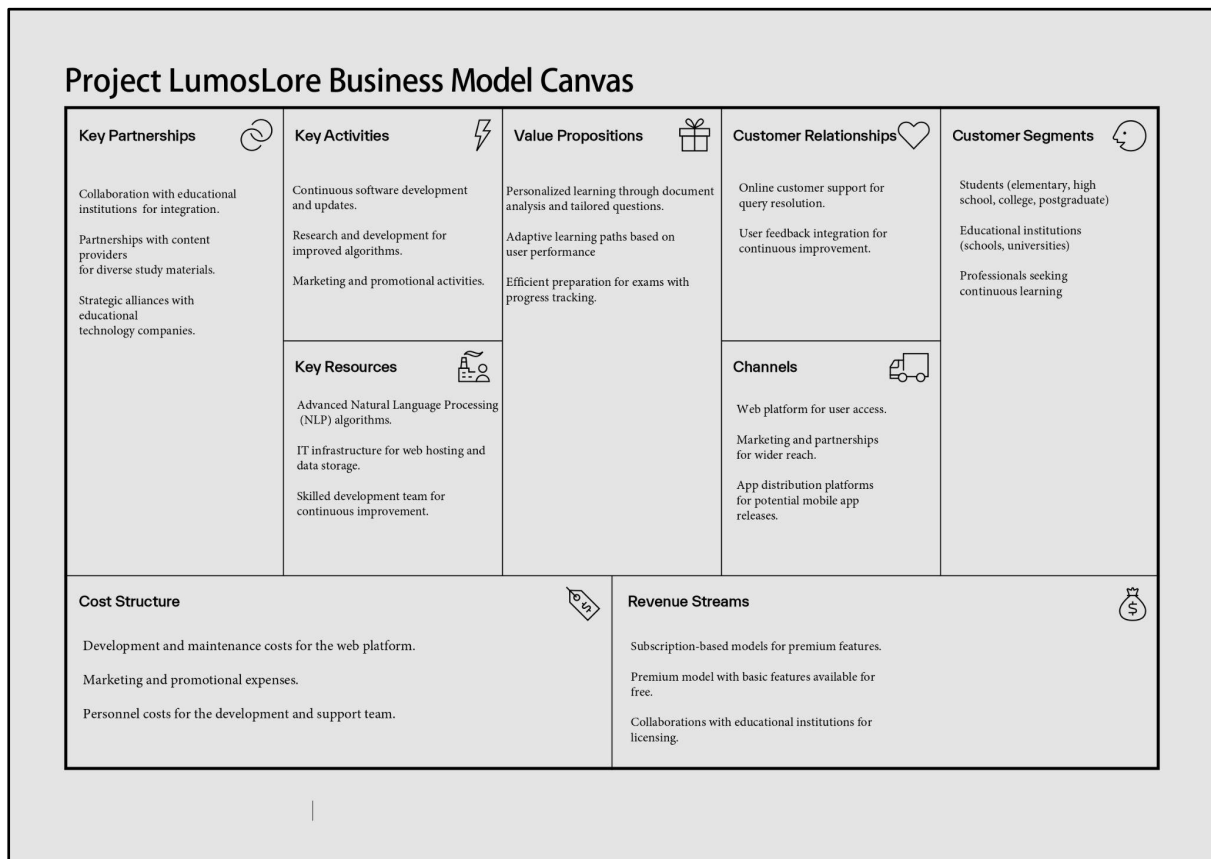 Project LumosLore Business Model Canvas
Key Partnerships
Collaboration with educational
institutions for integration.
Partnerships with content
providers
for diverse study materials.
Strategic alliances with
educational
technology companies.
Key Activities
Continuous software development
and updates.
Research and development for
improved algorithms.
Marketing and promotional activities.
Key Resources
Advanced Natural Language Processing
(NLP) algorithms.
IT infrastructure for web hosting and
data storage.
Skilled development team for
continuous improvement.
Value Propositions
Personalized learning through document
analysis and tailored questions.
Adaptive learning paths based on
user performance
Efficient preparation for exams with
progress tracking.
Customer Relationships
Online customer support for
query resolution.
User feedback integration for
continuous improvement.
Channels
Web platform for user access.
Marketing and partnerships
for wider reach.
App distribution platforms
for potential mobile app
releases.
Customer Segments
Students (elementary, high
school, college, postgraduate)
Educational institutions
(schools, universities)
Professionals seeking
continuous learning
Cost Structure
Development and maintenance costs for the web platform.
Marketing and promotional expenses.
Personnel costs for the development and support team.
Revenue Streams
Subscription-based models for premium features.
Premium model with basic features available for
free.
Collaborations with educational institutions for
licensing.